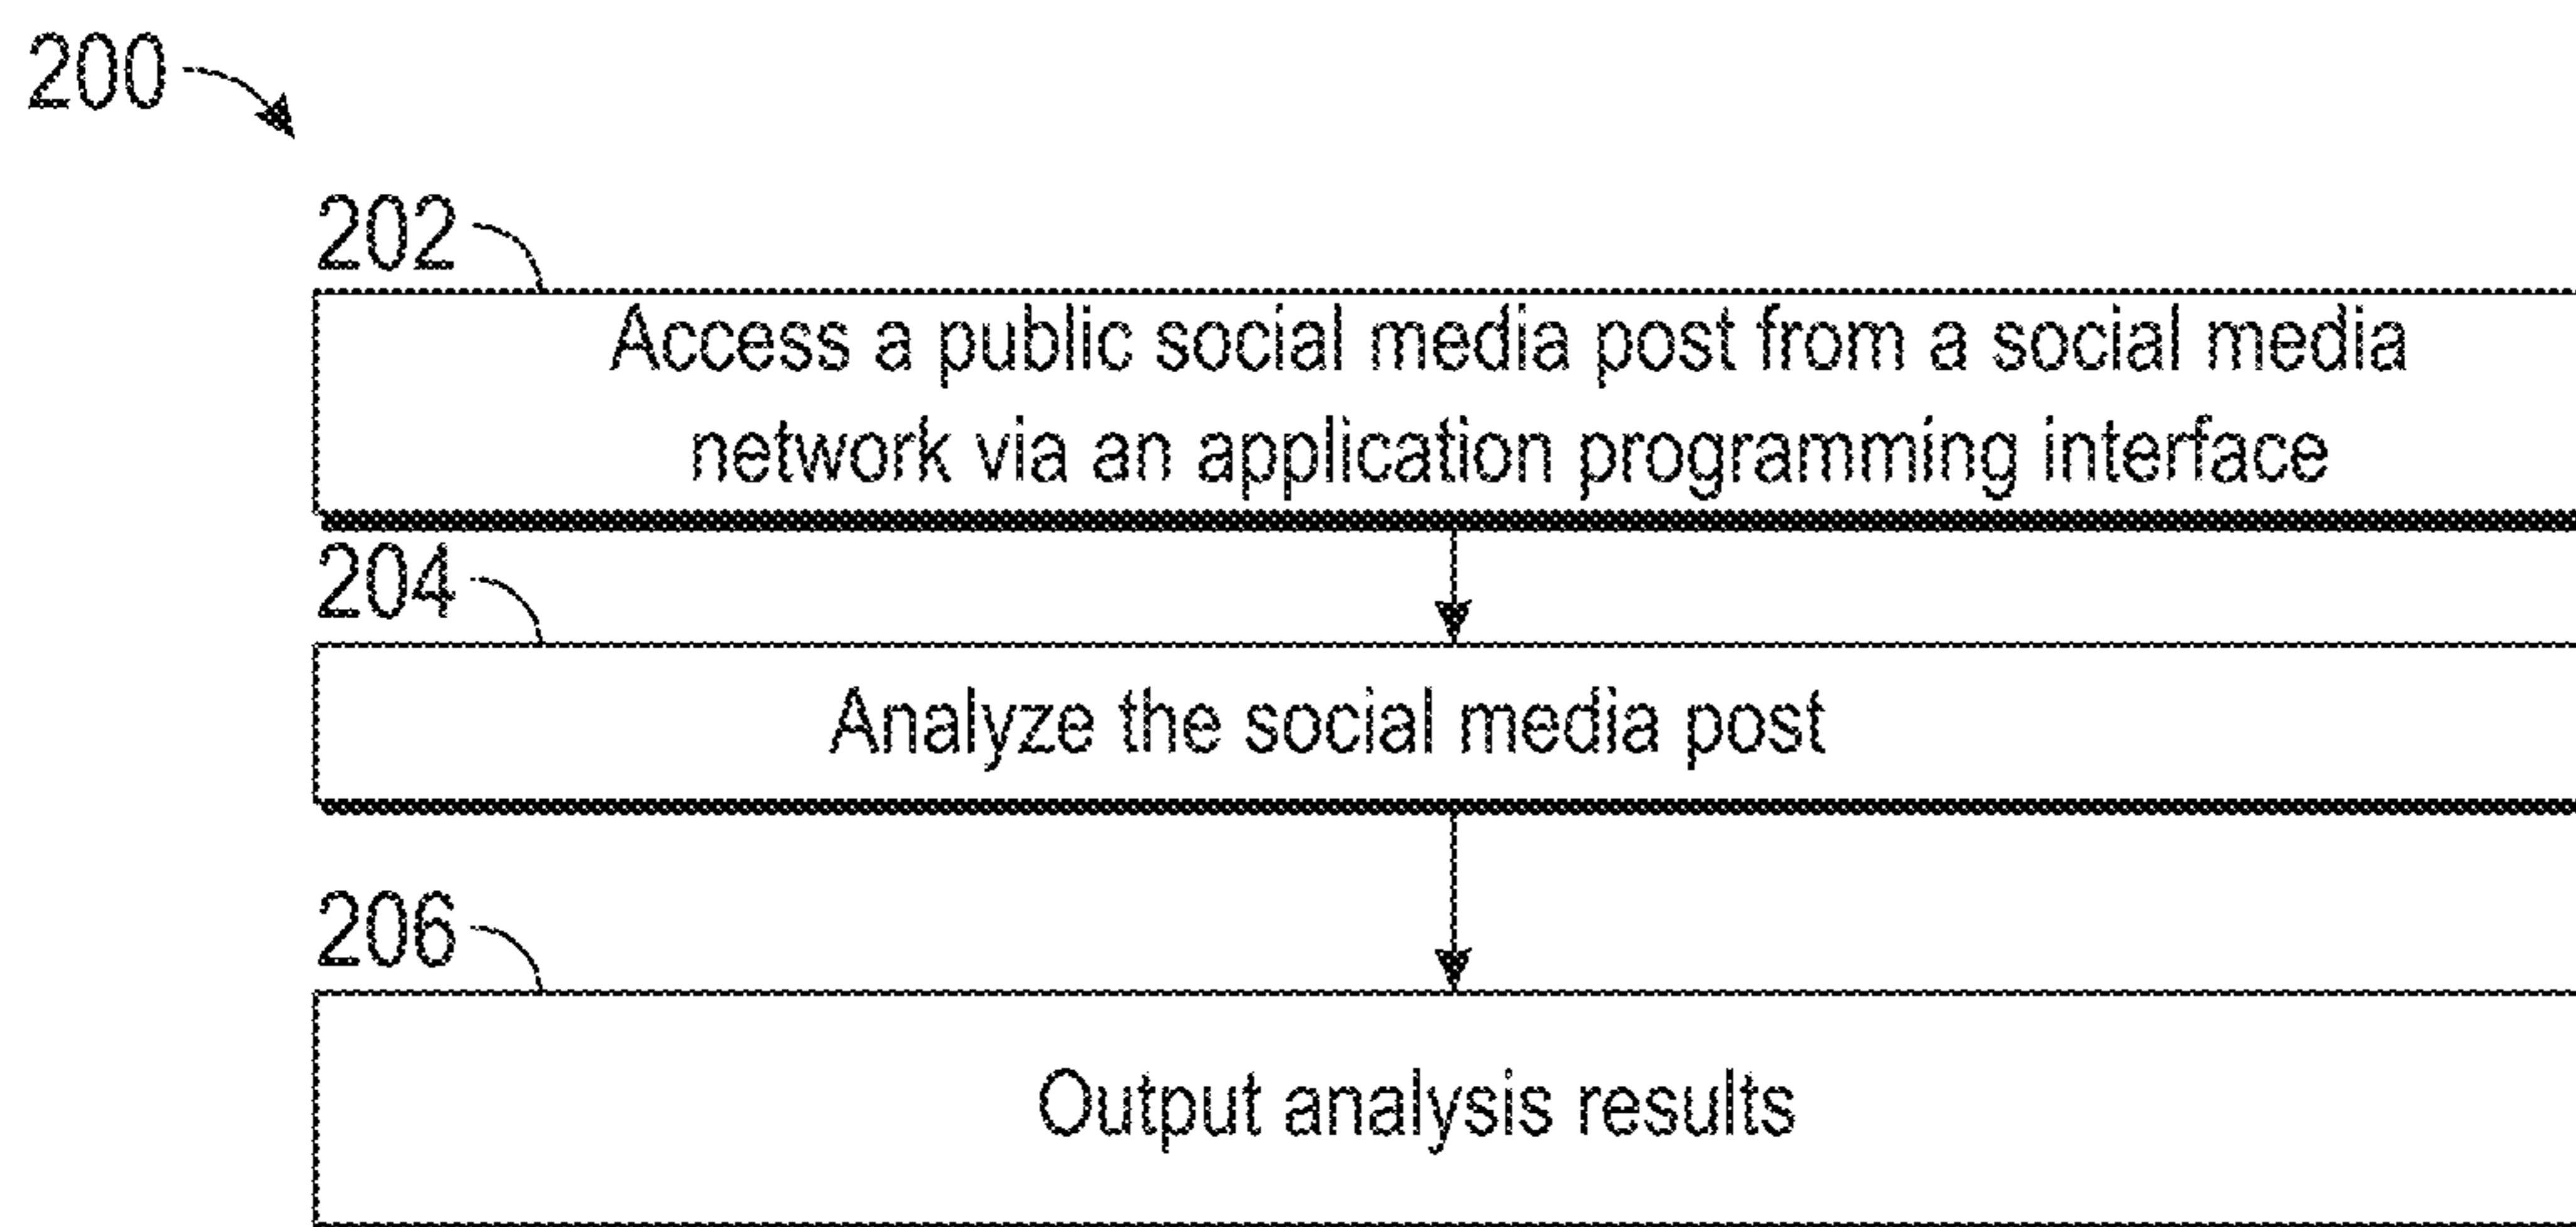 200
202
Access a public social media post from a social media
network via an application programming interface
204
Analyze the social media post
206
Output analysis results